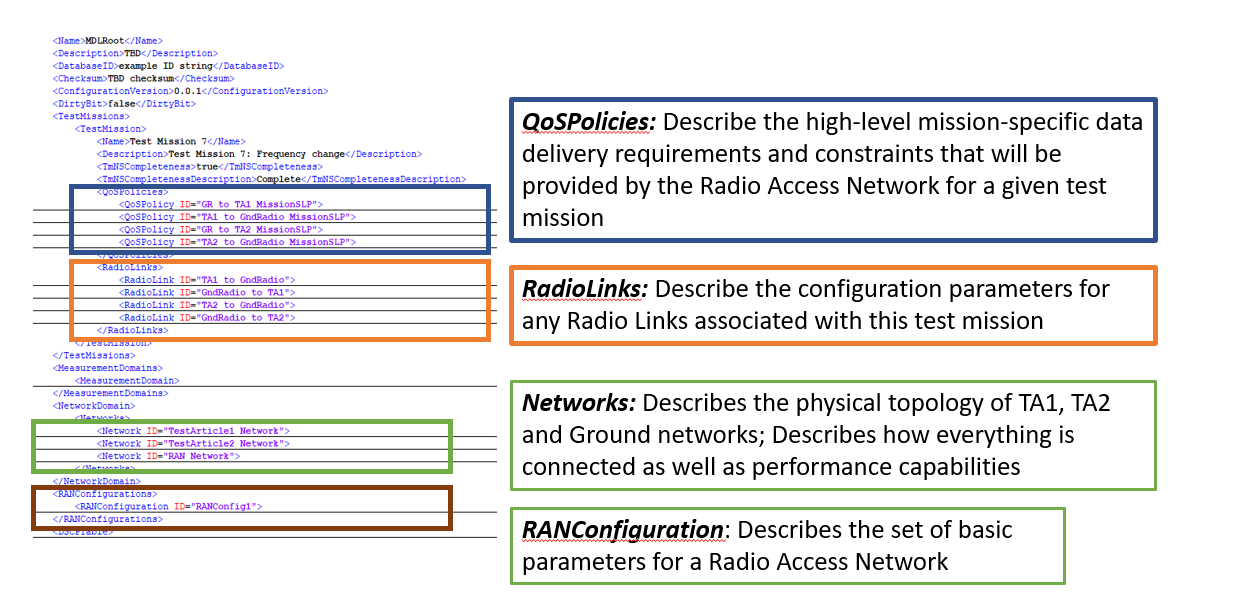 <Name>MDLRoot</Name>
<Description>TBD</Description>
<DatabaseID>example ID string</DatabaseID>
<Checksum>TBD checksum</Checksum>
<ConfigurationVersion>0.0.1</ConfigurationVersion>
<DirtyBit>false</DirtyBit>
<TestMissions>
<TestMission>
<Name>Test Mission 7</Name>
<Description>Test Mission 7: Frequency change</Description>
<TmNSCompleteness>true</TmNSCompleteness>
<TmNSCompletenessDescription>Complete</TmNSCompletenessDescription>
<QoSPolicies>
<QoSPolicy ID="GR to TA1 MissionSLP">
<QoSPolicy ID="TA1 to GndRadio MissionSLP">
<QoSPolicy ID="GR to TA2 MissionSLP">
<QoSPolicy ID="TA2 to GndRadio MissionSLP">
</QoSPolicies>
<RadioLinks>
<RadioLink ID="TA1 to GndRadio">
<RadioLink ID="GndRadio to TA1">
<RadioLink ID="TA2 to GndRadio">
<RadioLink ID="GndRadio to TA2">
</RadioLinks>
</TestMission>
</TestMissions>
<MeasurementDomains>
<MeasurementDomain>
</MeasurementDomains>
<NetworkDomain>
<Networks>
<Network ID="TestArticle1 Network">
<Network ID="TestArticle2 Network">
<Network ID="RAN Network">
</Networks>
</NetworkDomain>
<RANConfigurations>
<RANConfiguration ID="RANConfig1">
</RANConfigurations>
<DSCPTable>
QoSPolicies: Describe the high-level mission-specific data
delivery requirements and constraints that will be
provided by the Radio Access Network for a given test
mission
RadioLinks: Describe the configuration parameters for
any Radio Links associated with this test mission
Networks: Describes the physical topology of TA1, TA2
and Ground networks; Describes how everything is
connected as well as performance capabilities
RANConfiguration: Describes the set of basic
parameters for a Radio Access Network